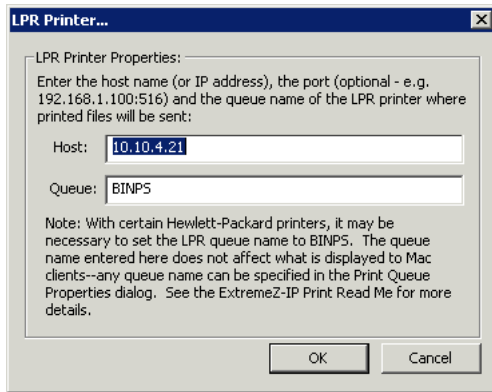 LPR Printer...
LPR Printer Properties:
Enter the host name (or IP address), the port (optional - e.g.
192.168.1.100:516) and the queue name of the LPR printer where
printed files will be sent:
Host: 10.10.4.21
Queue: BINPS
Note: With certain Hewlett-Packard printers, it may be
necessary to set the LPR queue name to BINPS. The queue
name entered here does not affect what is displayed to Mac
clients--any queue name can be specified in the Print Queue
Properties dialog. See the ExtremeZ-IP Print Read Me for more
details.
OK Cancel